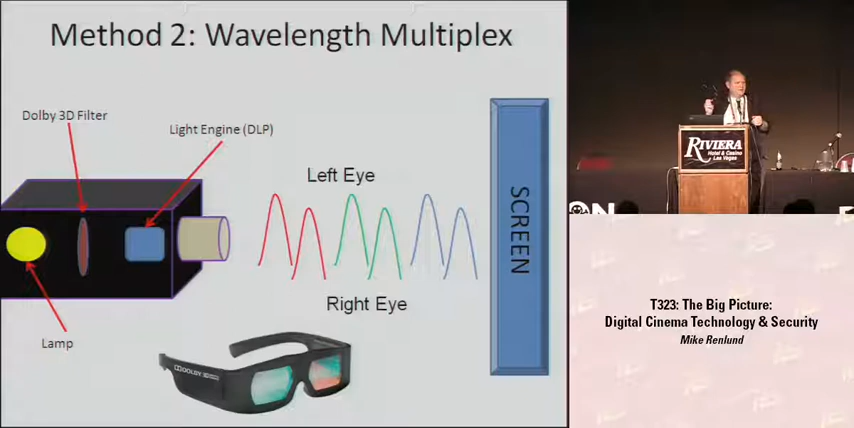 Method 2: Wavelength Multiplex
Dolby 3D Filter
Light Engine (DLP)
Left Eye
SCREEN
Right Eye
Lamp
DOLBY
RIVIERA
Hotel & Casino
Las Vegas
ON
T323: The Big Picture:
Digital Cinema Technology & Security
Mike Renlund